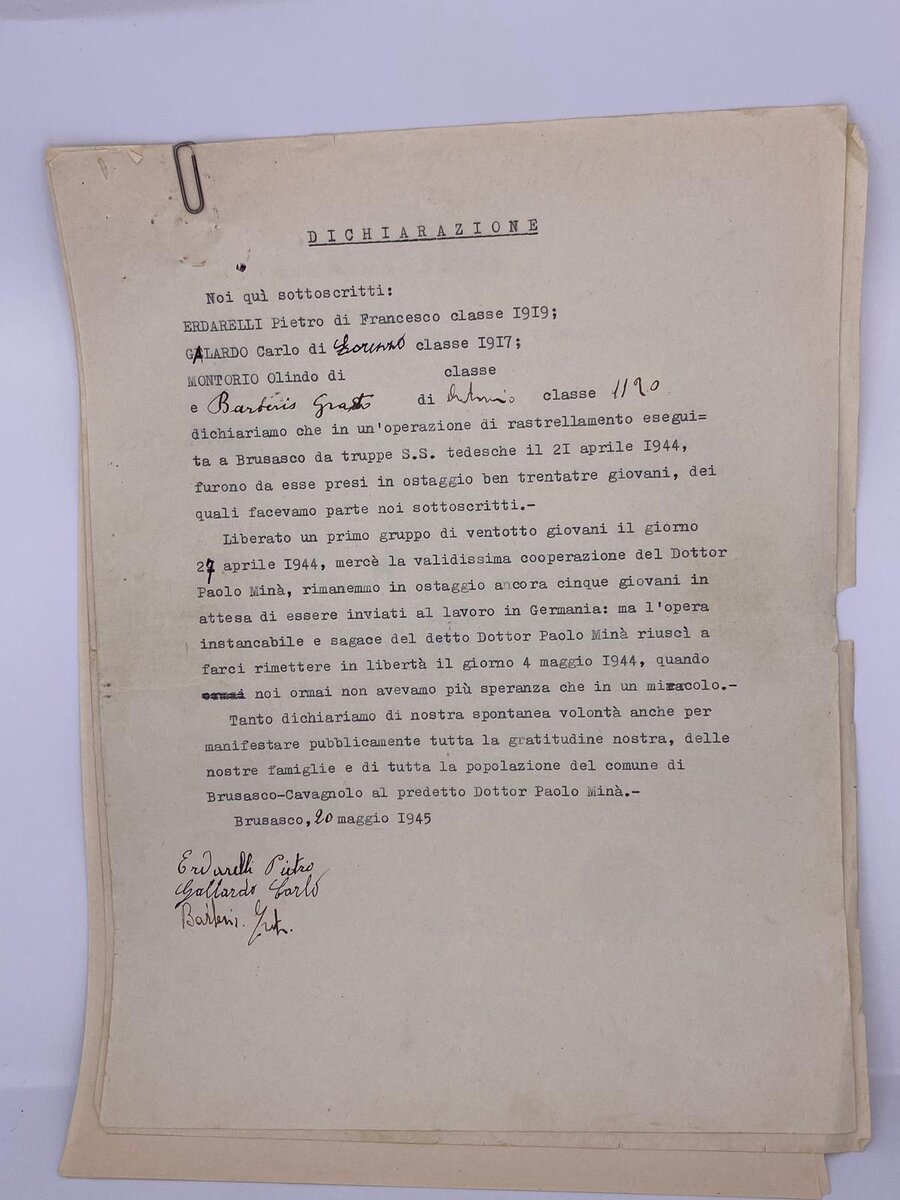 DICHIARAZIONE
Noi quì sottoscritti:
ERDARELLI Pietro di Francesco classe I9I9;
GALARDO Carlo di Lorenzo classe I9I7;
MONTORIO Olindo di classe
e Barberis di Antonio classe 1920
dichiariamo che in un'operazione di rastrellamento esegui=
ta a Brusasco da truppe S.S. tedesche il 2I aprile I944,
furono da esse presi in ostaggio ben trentatre giovani, dei
quali facevamo parte noi sottoscritti.-
Liberato un primo gruppo di ventotto giovani il giorno
27 aprile I944, mercè la validissima cooperazione del Dottor
Paolo Minà, rimanemmo in ostaggio ancora cinque giovani in
attesa di essere inviati al lavoro in Germania: ma l'opera
instancabile e sagace del detto Dottor Paolo Minà riuscì a
farci rimettere in libertà il giorno 4 maggio I944, quando
ormai noi ormai non avevamo più speranza che in un miracolo.-
Tanto dichiariamo di nostra spontanea volontà anche per
manifestare pubblicamente tutta la gratitudine nostra, delle
nostre famiglie e di tutta la popolazione del comune di
Brusasco-Cavagnolo al predetto Dottor Paolo Minà.-
Brusasco, 20 maggio I945
Erdarelli Pietro
Gallardo Carlo
Barberis